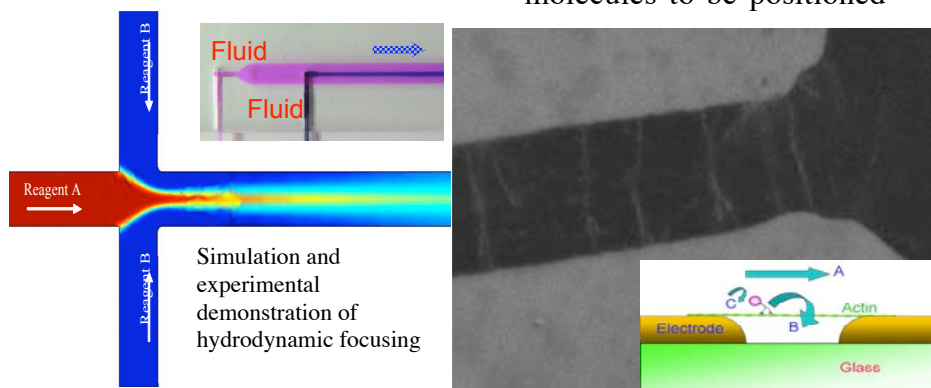 molecules to be positioned
Reagent B
Fluid
Fluid
Reagent A
Reagent B
Simulation and
experimental
demonstration of
hydrodynamic focusing
A
C
B
Actin
Electrode
Glass